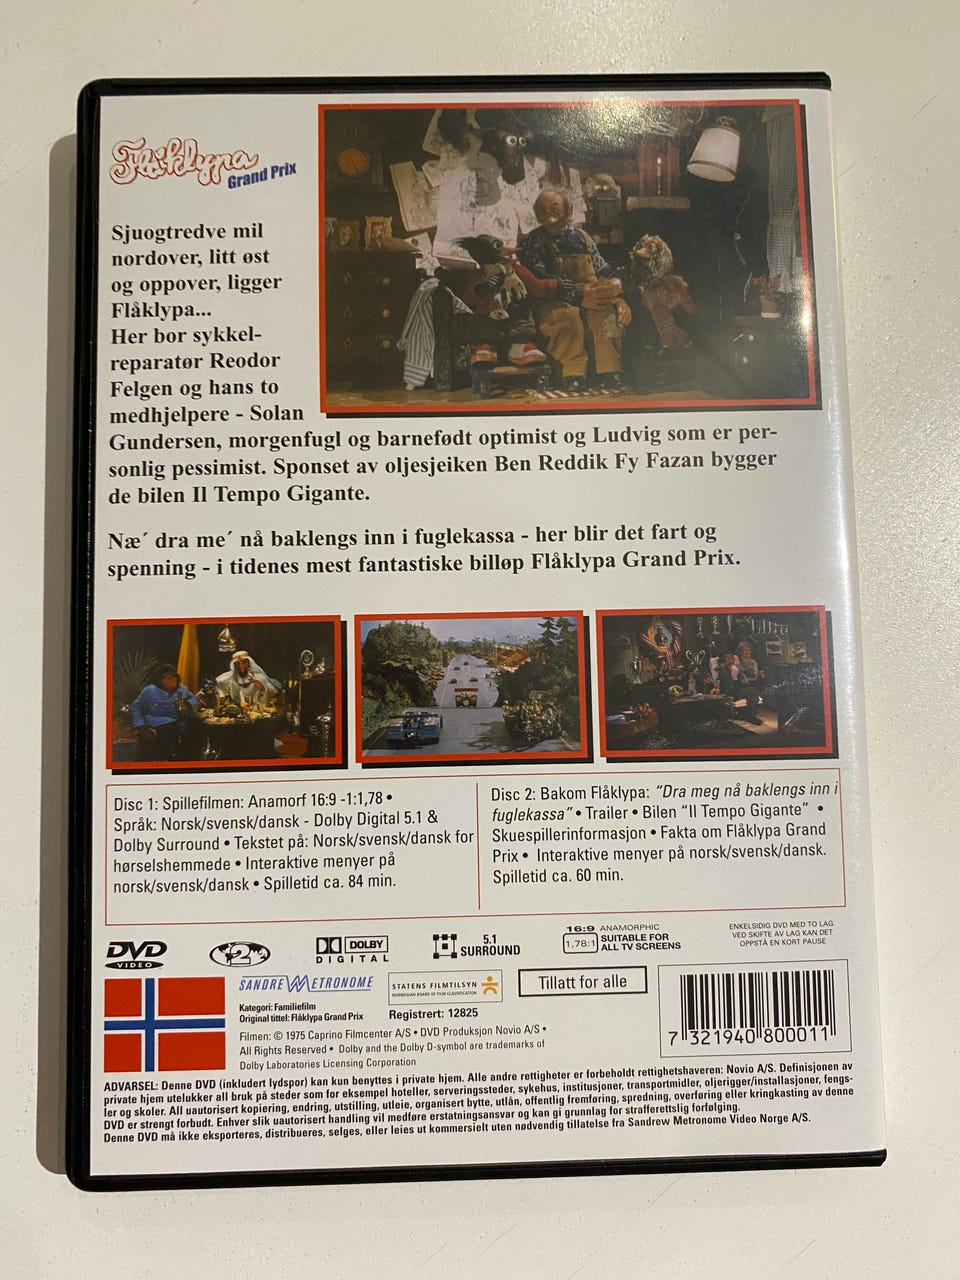 Flåklypa
Grand Prix
Sjuogtredve mil
nordover, litt øst
og oppover, ligger
Flåklypa...
Her bor sykkel-
reparatør Reodor
Felgen og hans to
medhjelpere - Solan
Gundersen, morgenfugl og barnefødt optimist og Ludvig som er per-
sonlig pessimist. Sponset av oljesjeiken Ben Reddik Fy Fazan bygger
de bilen Il Tempo Gigante.
Næ´ dra me´ nå baklengs inn i fuglekassa - her blir det fart og
spenning - i tidenes mest fantastiske billøp Flåklypa Grand Prix.
Disc 1: Spillefilmen: Anamorf 16:9 -1:1,78 •
Språk: Norsk/svensk/dansk - Dolby Digital 5.1 &
Dolby Surround • Tekstet på: Norsk/svensk/dansk for
hørselshemmede • Interaktive menyer på
norsk/svensk/dansk • Spilletid ca. 84 min.
Disc 2: Bakom Flåklypa: "Dra meg nå baklengs inn i
fuglekassa" • Trailer • Bilen "Il Tempo Gigante" •
Skuespillerinformasjon • Fakta om Flåklypa Grand
Prix • Interaktive menyer på norsk/svensk/dansk.
Spilletid ca. 60 min.
DVD
VIDEO
2
DOLBY
DIGITAL
5.1
SURROUND
16:9 ANAMORPHIC
1,78:1 SUITABLE FOR
ALL TV SCREENS
ENKELSIDIG DVD MED TO LAG.
VED SKIFTE AV LAG KAN DET
OPPSTÅ EN KORT PAUSE
SANDREW METRONOME
Kategori: Familiefilm
Original tittel: Flåklypa Grand Prix
STATENS FILMTILSYN
NORWEGIAN BOARD OF FILM CLASSIFICATION
Registrert: 12825
Tillatt for alle
Filmen: © 1975 Caprino Filmcenter A/S • DVD Produksjon Novio A/S •
All Rights Reserved • Dolby and the Dolby D-symbol are trademarks of
Dolby Laboratories Licensing Corporation
7 321940 800011
ADVARSEL: Denne DVD (inkludert lydspor) kan kun benyttes i private hjem. Alle andre rettigheter er forbeholdt rettighetshaveren: Novio A/S. Definisjonen av
private hjem utelukker all bruk på steder som for eksempel hoteller, serveringssteder, sykehus, institusjoner, transportmidler, oljerigger/installasjoner, fengs-
ler og skoler. All uautorisert kopiering, endring, utstilling, utleie, organisert bytte, utlån, offentlig fremføring, spredning, overføring eller kringkasting av denne
DVD er strengt forbudt. Enhver slik uautorisert handling vil medføre erstatningsansvar og kan gi grunnlag for strafferettslig forfølging.
Denne DVD må ikke eksporteres, distribueres, selges, eller leies ut kommersielt uten nødvendig tillatelse fra Sandrew Metronome Video Norge A/S.